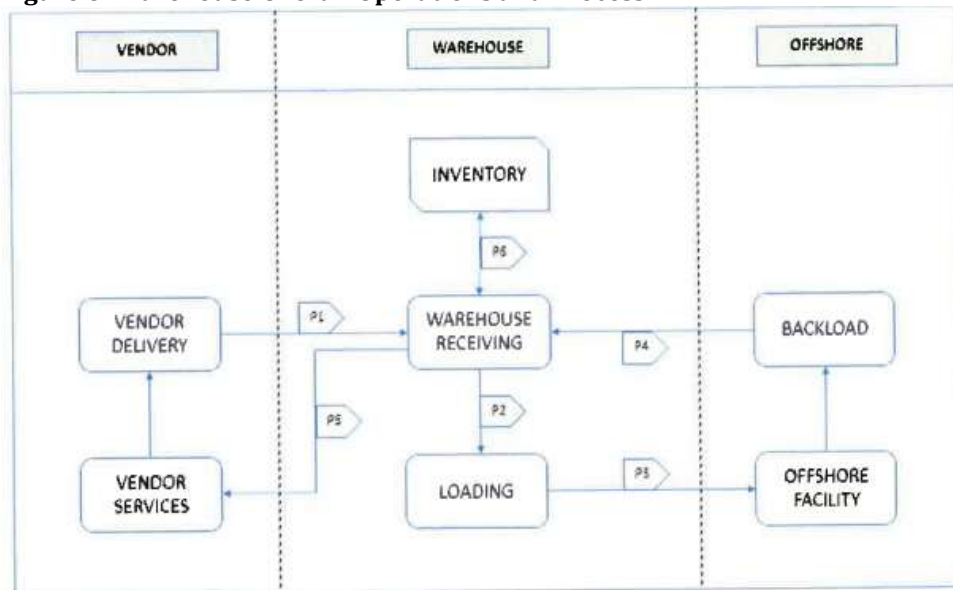 VENDOR
WAREHOUSE
OFFSHORE
INVENTORY
P6
VENDOR
DELIVERY
P1
WAREHOUSE
RECEIVING
P4
BACKLOAD
P5
P2
VENDOR
SERVICES
LOADING
P3
OFFSHORE
FACILITY